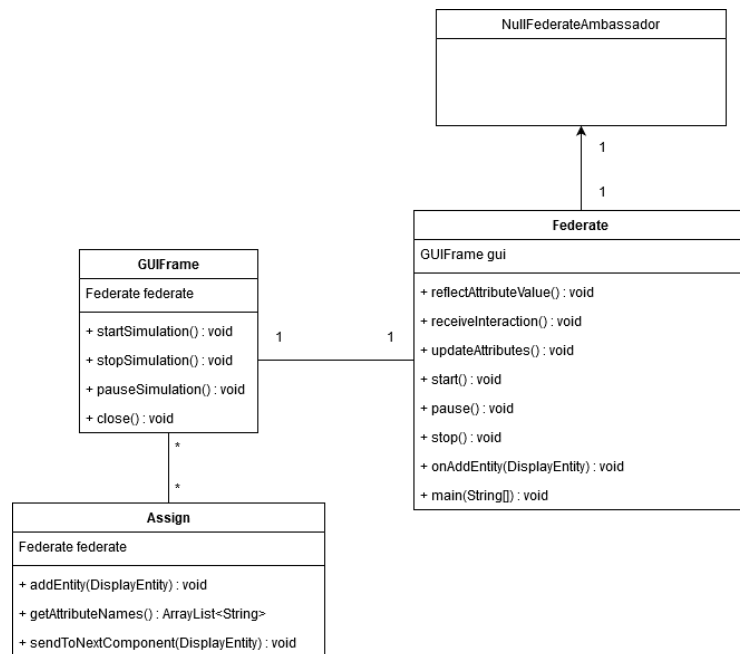 NullFederateAmbassador
1
1
Federate
GUIFrame gui
+ reflectAttributeValue() : void
+ receiveInteraction() : void
+ updateAttributes() : void
+ start() : void
+ pause() : void
+ stop() : void
+ onAddEntity(DisplayEntity) : void
+ main(String[]) : void
GUIFrame
Federate federate
+ startSimulation() : void
+ stopSimulation() : void
+ pauseSimulation() : void
+ close() : void
1
1
*
*
Assign
Federate federate
+ addEntity(DisplayEntity) : void
+ getAttributeNames() : ArrayList<String>
+ sendToNextComponent(DisplayEntity) : void